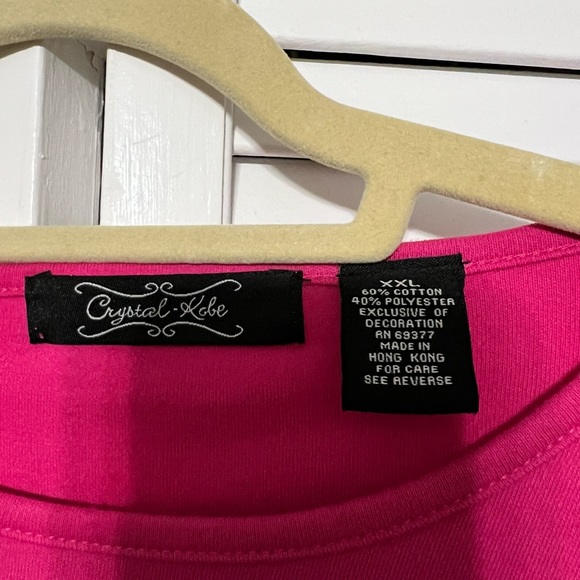 Crystal-Kobe
XXL
60% COTTON
40% POLYESTER
EXCLUSIVE OF
DECORATION
RN 69377
MADE IN
HONG KONG
FOR CARE
SEE REVERSE